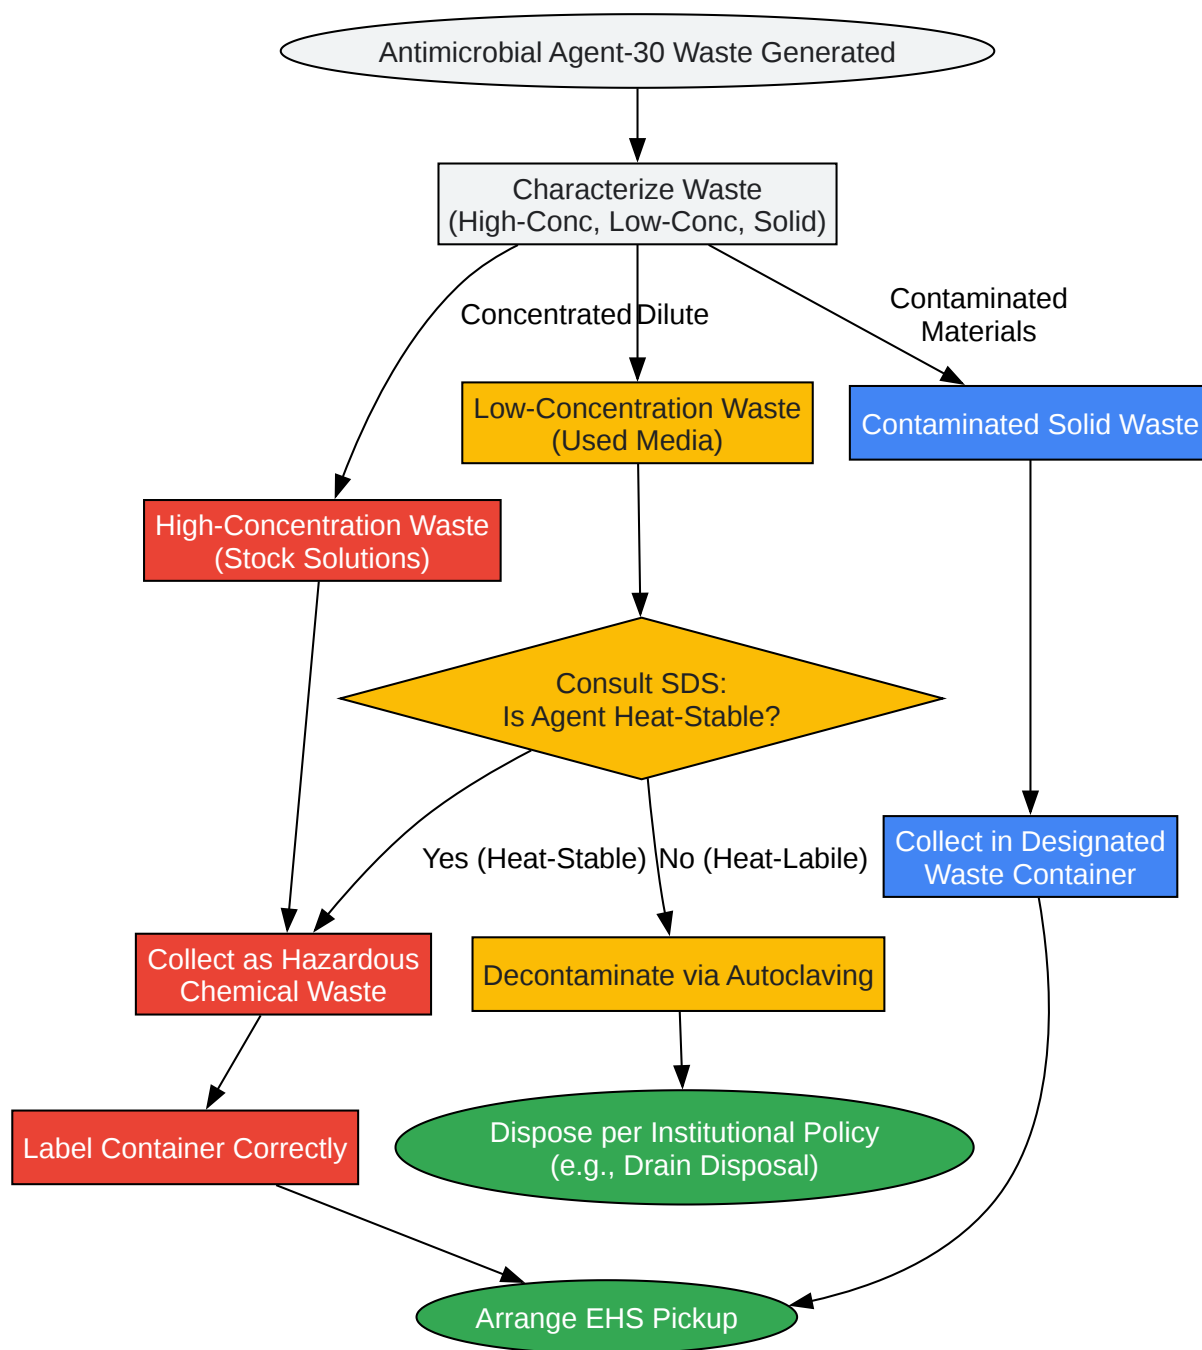 Antimicrobial Agent-30 Waste Generated
Characterize Waste
(High-Conc, Low-Conc, Solid)
Concentrated
Dilute
Contaminated
Materials
Low-Concentration Waste
(Used Media)
Contaminated Solid Waste
High-Concentration Waste
(Stock Solutions)
Consult SDS:
Is Agent Heat-Stable?
Yes (Heat-Stable)
No (Heat-Labile)
Collect in Designated
Waste Container
Collect as Hazardous
Chemical Waste
Decontaminate via Autoclaving
Label Container Correctly
Dispose per Institutional Policy
(e.g., Drain Disposal)
Arrange EHS Pickup